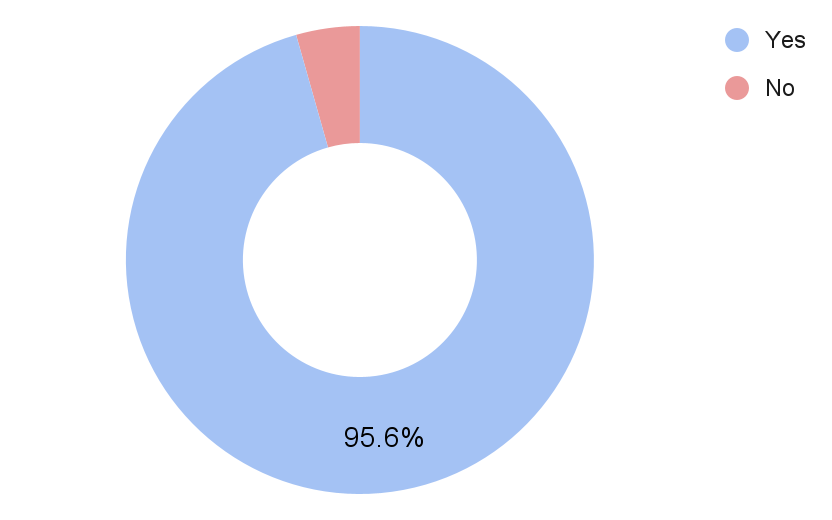 Yes
No
95.6%